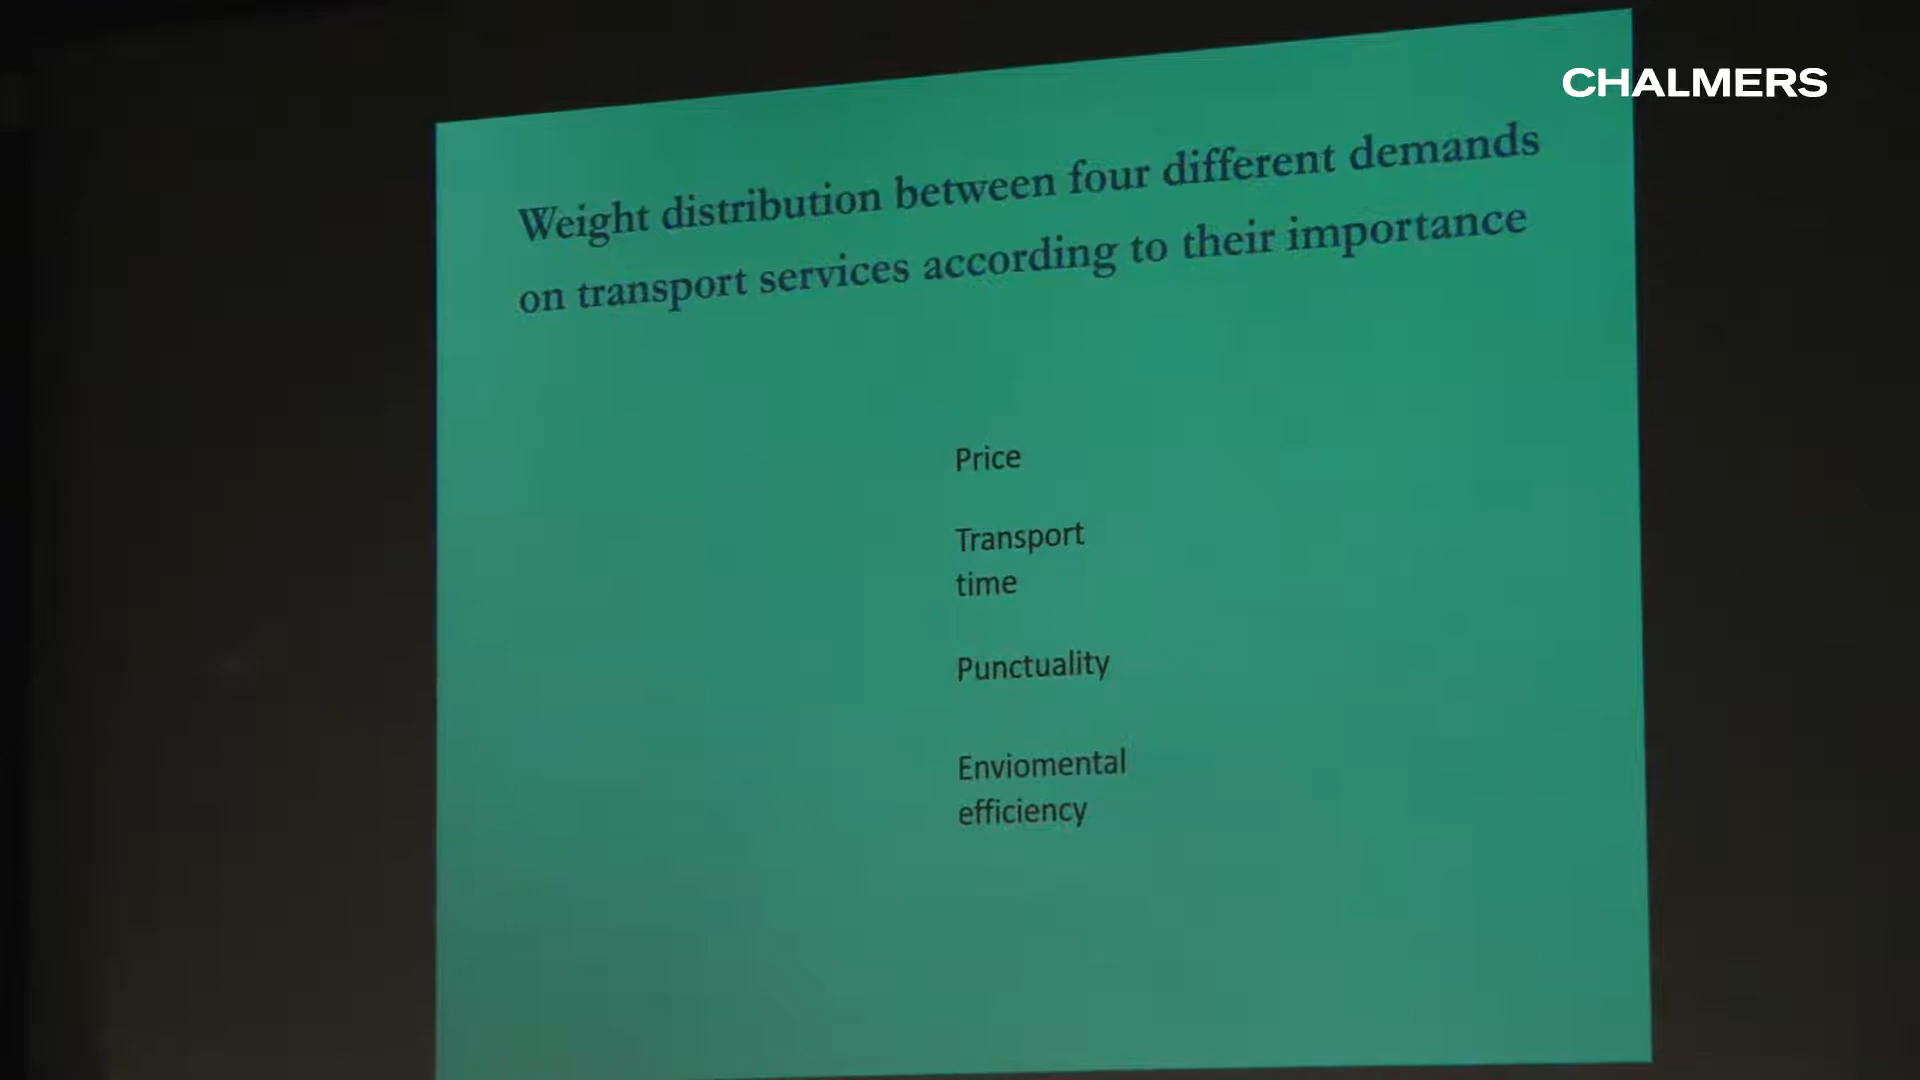 CHALMERS
Weight distribution between four different demands
on transport services according to their importance
Price
Transport
time
Punctuality
Enviomental
efficiency